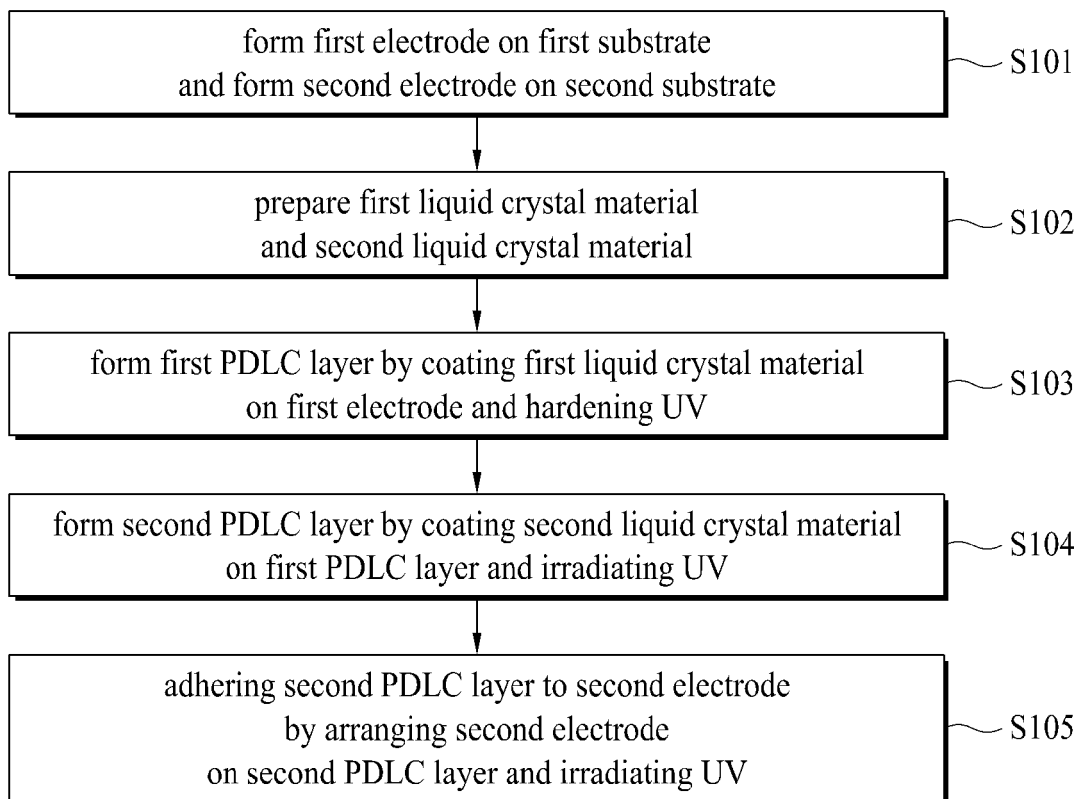 form first electrode on first substrate
and form second electrode on second substrate
S101
prepare first liquid crystal material
and second liquid crystal material
S102
form first PDLC layer by coating first liquid crystal material
on first electrode and hardening UV
S103
form second PDLC layer by coating second liquid crystal material
on first PDLC layer and irradiating UV
S104
adhering second PDLC layer to second electrode
by arranging second electrode
on second PDLC layer and irradiating UV
S105